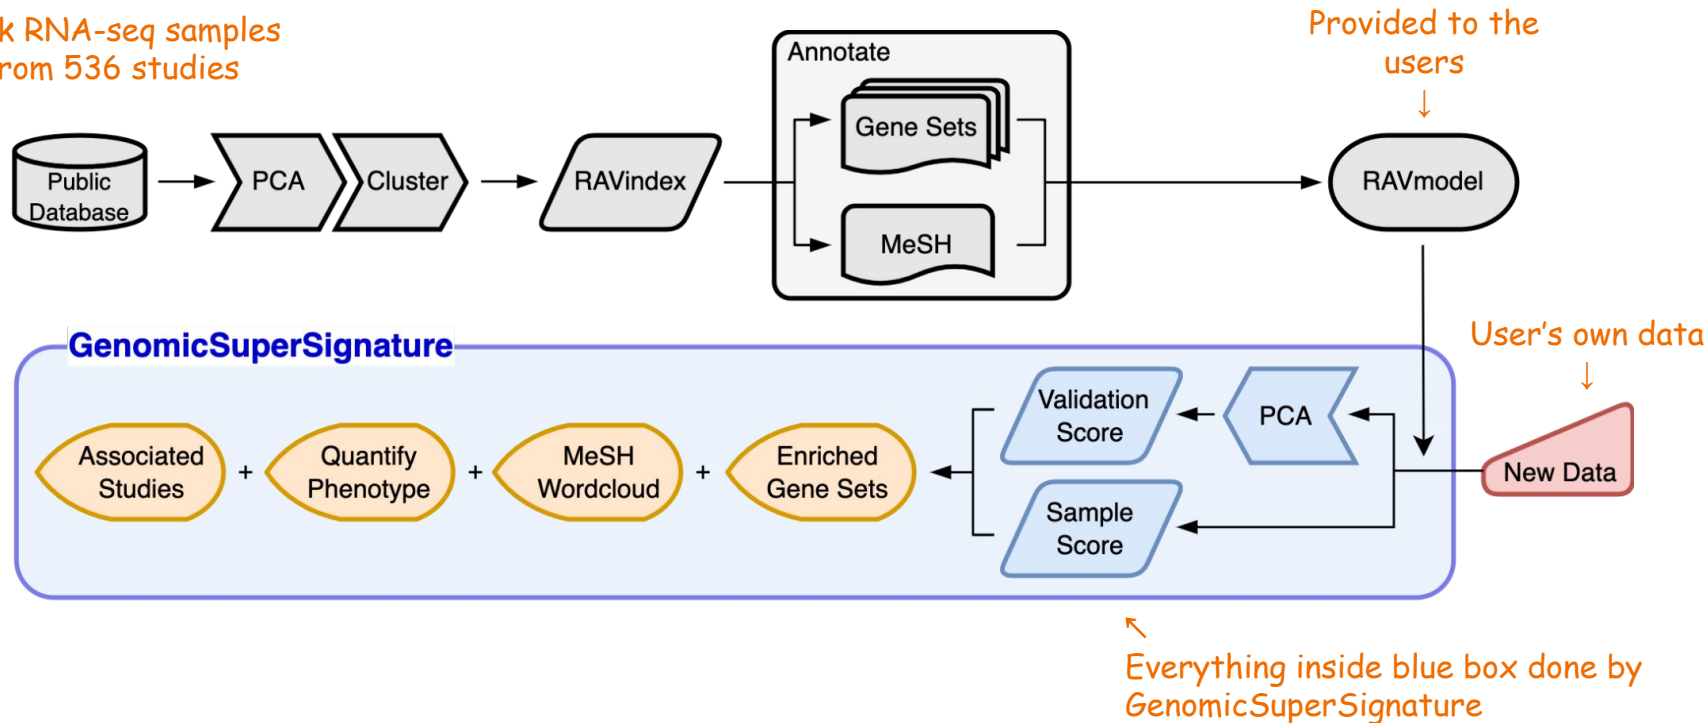 k RNA-seq samples
rom 536 studies
Provided to the
users
↓
Annotate
Gene Sets
MeSH
Public
Database
PCA
Cluster
RAVindex
RAVmodel
GenomicSuperSignature
User's own data
↓
Associated
Studies
+
Quantify
Phenotype
+
MeSH
Wordcloud
+
Enriched
Gene Sets
Validation
Score
PCA
Sample
Score
New Data
↖
Everything inside blue box done by
GenomicSuperSignature